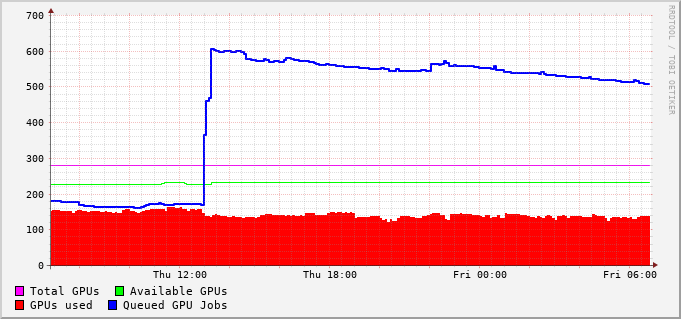 RRDTOOL / TOBI OETIKER
700
600
500
400
300
200
100
0
Thu 12:00 Thu 18:00 Fri 00:00 Fri 06:00
Total GPUs Available GPUs
GPUs used Queued GPU Jobs